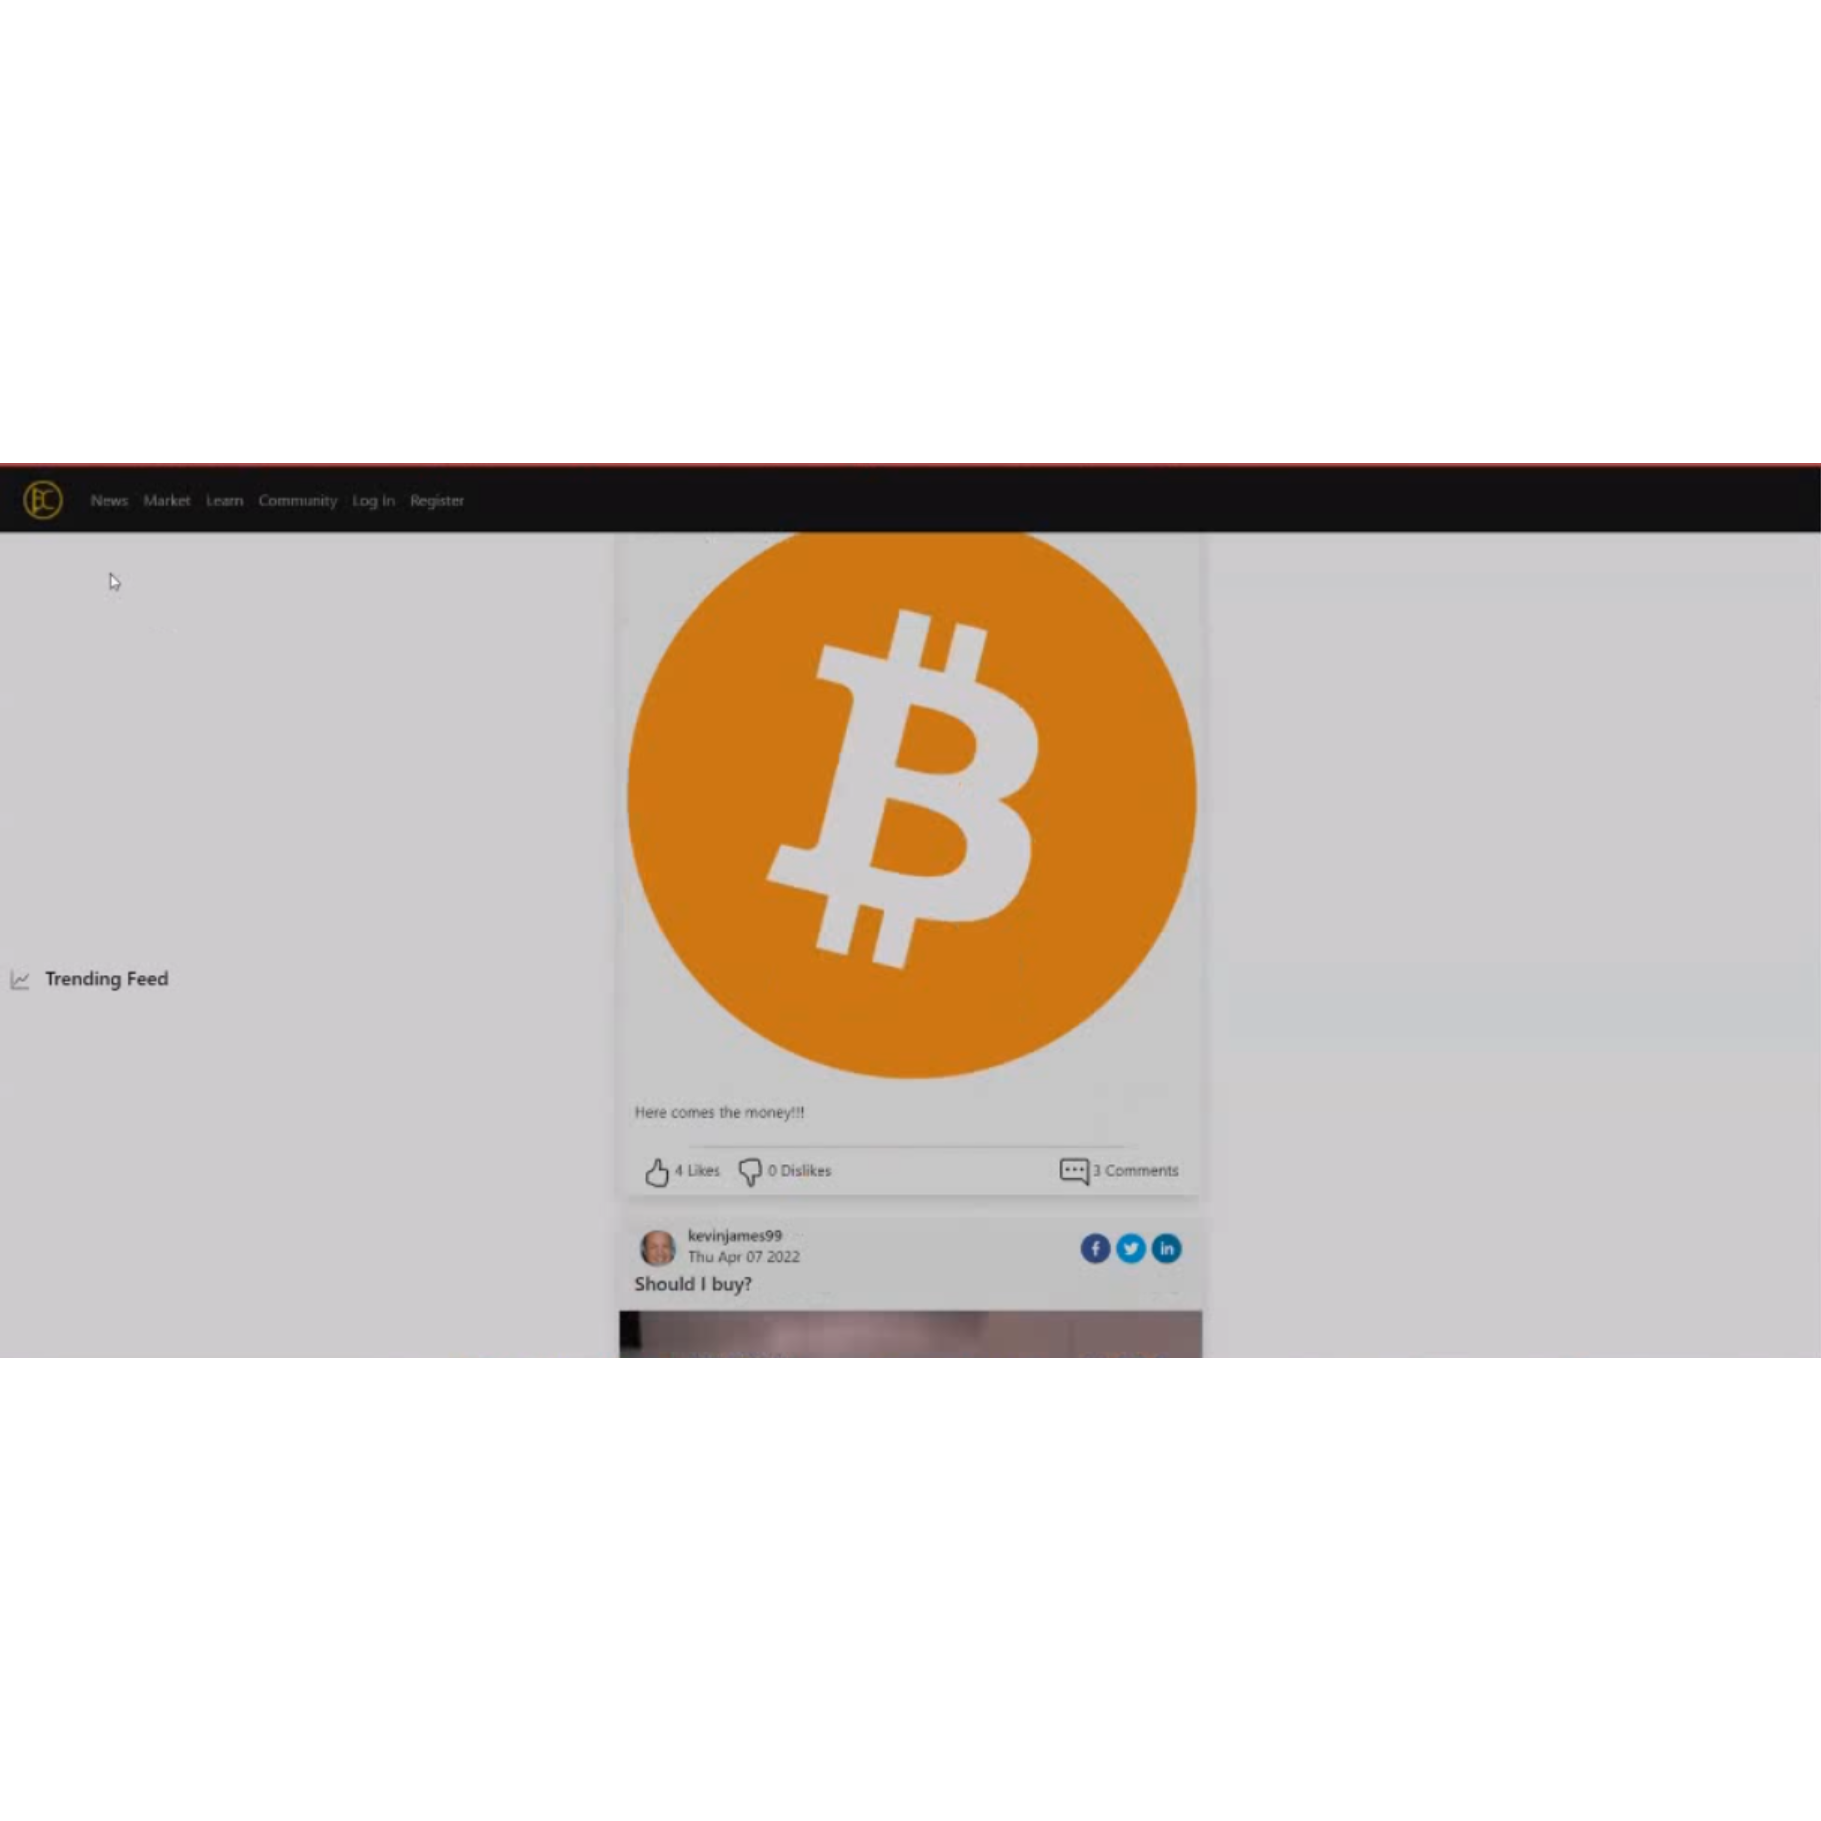 News Market Learn Community Log In Register
Trending Feed
Here comes the money!!!
4 Likes 0 Dislikes 3 Comments
kevinjames99
Thu Apr 07 2022
Should I buy?